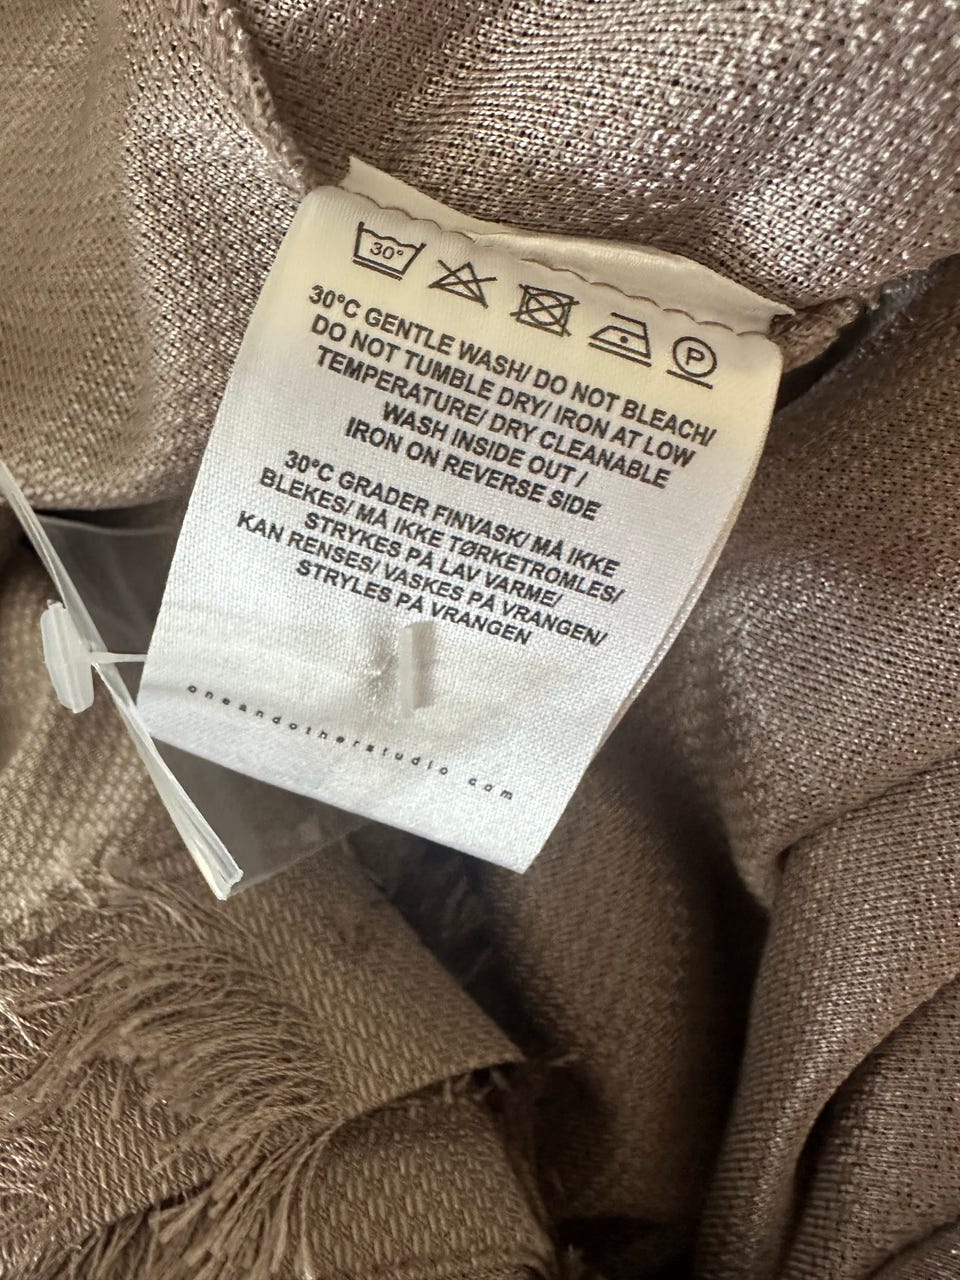 30°
P
30°C GENTLE WASH/ DO NOT BLEACH/
DO NOT TUMBLE DRY/ IRON AT LOW
TEMPERATURE/ DRY CLEANABLE
WASH INSIDE OUT /
IRON ON REVERSE SIDE
30°C GRADER FINVASK/ MÅ IKKE
BLEKES/ MÅ IKKE TØRKETROMLES/
STRYKES PÅ LAV VARME/
KAN RENSES/ VASKES PÅ VRANGEN/
STRYLES PÅ VRANGEN
oneandotherstudio com